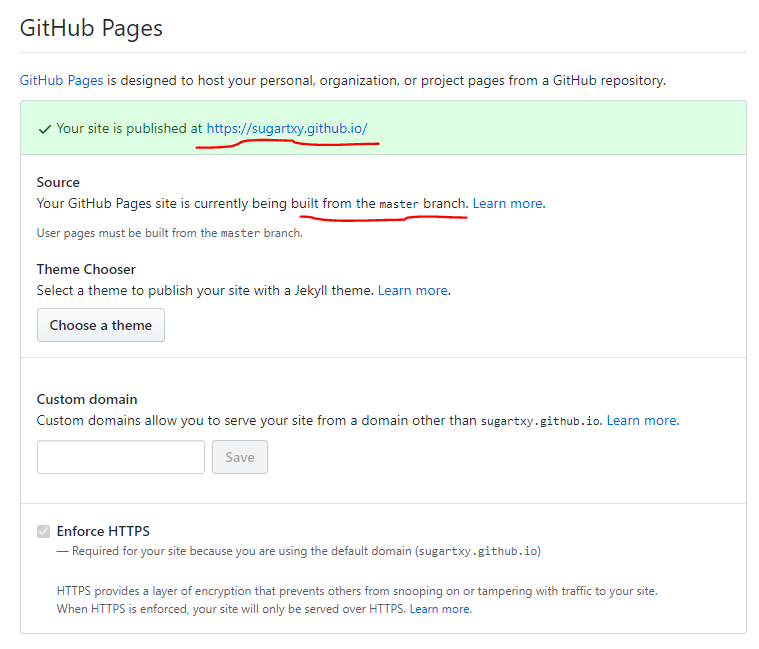 GitHub Pages
GitHub Pages is designed to host your personal, organization, or project pages from a GitHub repository.
Your site is published at https://sugartxy.github.io/
Source
Your GitHub Pages site is currently being built from the master branch. Learn more.
User pages must be built from the master branch.
Theme Chooser
Select a theme to publish your site with a Jekyll theme. Learn more.
Choose a theme
Custom domain
Custom domains allow you to serve your site from a domain other than sugartxy.github.io. Learn more.
Save
Enforce HTTPS
— Required for your site because you are using the default domain (sugartxy.github.io)
HTTPS provides a layer of encryption that prevents others from snooping on or tampering with traffic to your site.
When HTTPS is enforced, your site will only be served over HTTPS. Learn more.